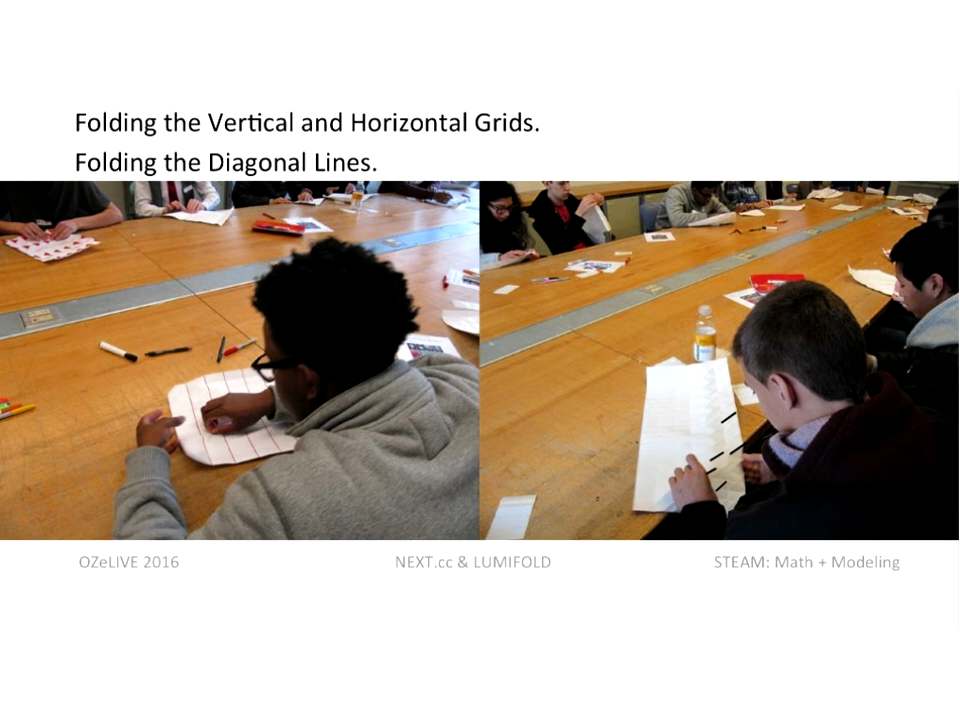 Folding the Vertical and Horizontal Grids.
Folding the Diagonal Lines.
OZeLIVE 2016
NEXT.cc & LUMIFOLD
STEAM: Math + Modeling